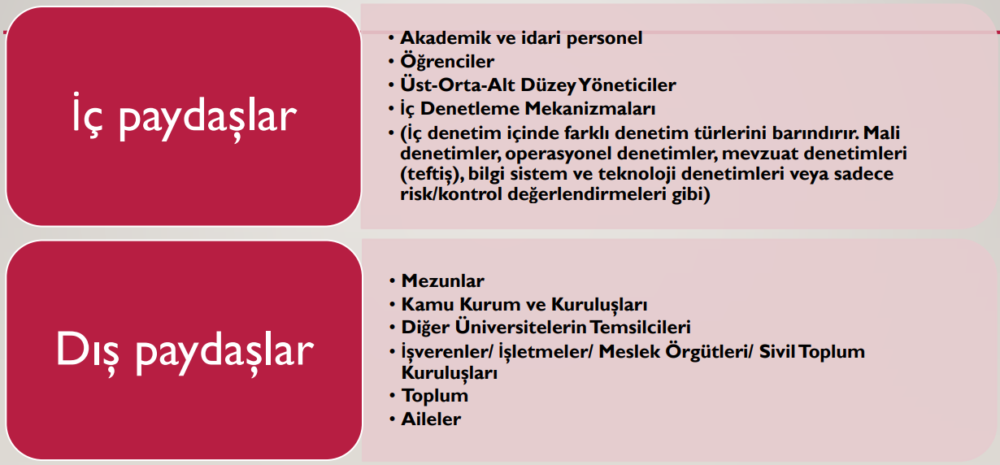 İç paydaşlar
• Akademik ve idari personel
• Öğrenciler
• Üst-Orta-Alt Düzey Yöneticiler
• İç Denetleme Mekanizmaları
• (İç denetim içinde farklı denetim türlerini barındırır. Mali
denetimler, operasyonel denetimler, mevzuat denetimleri
(teftiş), bilgi sistem ve teknoloji denetimleri veya sadece
risk/kontrol değerlendirmeleri gibi)
Dış paydaşlar
• Mezunlar
• Kamu Kurum ve Kuruluşları
• Diğer Üniversitelerin Temsilcileri
• İşverenler/ İşletmeler/ Meslek Örgütleri/ Sivil Toplum
Kuruluşları
• Toplum
• Aileler